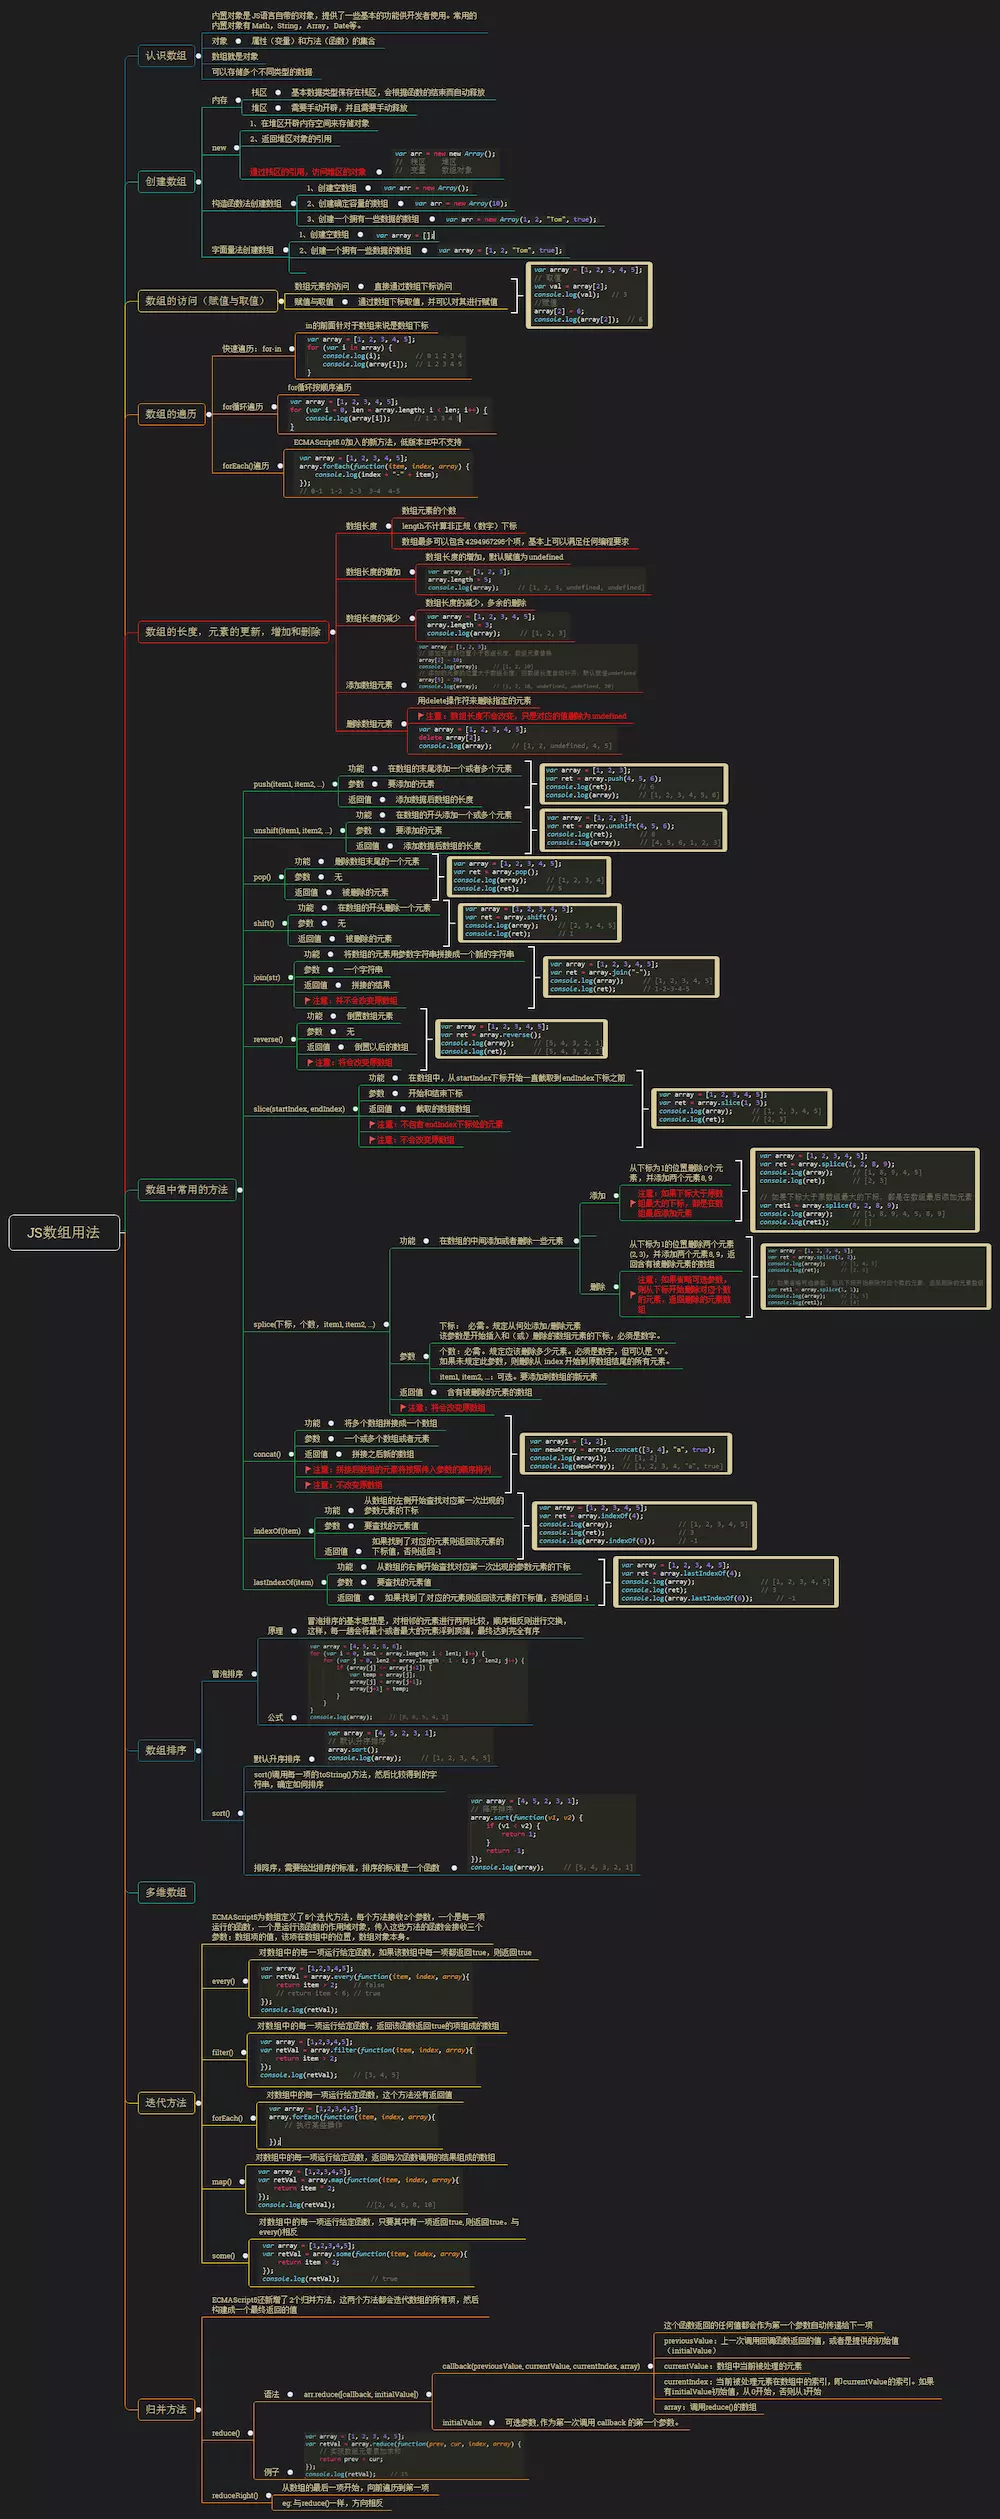 JS数组用法
认识数组
内置对象是JS语言自带的对象，提供了一些基本的功能供开发者使用。常用的
内置对象有 Math，String，Array，Date等。
对象
属性（变量）和方法（函数）的集合
数组就是对象
可以存储多个不同类型的数据
创建数组
内存
栈区
基本数据类型保存在栈区，会根据函数的结束而自动释放
堆区
需要手动开辟，并且需要手动释放
new
1、在堆区开辟内存空间来存储对象
2、返回堆区对象的引用
通过栈区的引用，访问堆区的对象
var arr = new new Array();
// 栈区 堆区
// 变量 数组对象
构造函数法创建数组
1、创建空数组
var arr = new Array();
2、创建确定容量的数组
var arr = new Array(10);
3、创建一个拥有一些数据的数组
var arr = new Array(1, 2, "Tom", true);
字面量法创建数组
1、创建空数组
var array = [];
2、创建一个拥有一些数据的数组
var array = [1, 2, "Tom", true];
数组的访问（赋值与取值）
数组元素的访问
直接通过数组下标访问
赋值与取值
通过数组下标取值，并可以对其进行赋值
var array = [1, 2, 3, 4, 5];
// 取值
var val = array[2];
console.log(val); // 3
//赋值
array[2] = 6;
console.log(array[2]); // 6
数组的遍历
快速遍历：for-in
in的前面针对于数组来说是数组下标
var array = [1, 2, 3, 4, 5];
for (var i in array) {
console.log(i); // 0 1 2 3 4
console.log(array[i]); // 1 2 3 4 5
}
for循环遍历
for循环按顺序遍历
var array = [1, 2, 3, 4, 5];
for (var i = 0, len = array.length; i < len; i++) {
console.log(array[i]); // 1 2 3 4
}
forEach()遍历
ECMAScript5.0加入的新方法，低版本IE中不支持
var array = [1, 2, 3, 4, 5];
array.forEach(function(item, index, array) {
console.log(index + "-" + item);
});
// 0-1 1-2 2-3 3-4 4-5
数组的长度，元素的更新，增加和删除
数组长度
数组元素的个数
length不计算非正规（数字）下标
数组最多可以包含4294967295个项，基本上可以满足任何编程要求
数组长度的增加
数组长度的增加，默认赋值为undefined
var array = [1, 2, 3];
array.length = 5;
console.log(array); // [1, 2, 3, undefined, undefined]
数组长度的减少
数组长度的减少，多余的删除
var array = [1, 2, 3, 4, 5];
array.length = 3;
console.log(array); // [1, 2, 3]
添加数组元素
var array = [1, 2, 3];
array[2] = 10;
console.log(array); // [1, 2, 10]
array[5] = 20;
console.log(array); // [1, 2, 10, undefined, undefined, 20]
删除数组元素
用delete操作符来删除指定的元素
注意：数组长度不会改变，只是对应的值删除为undefined
var array = [1, 2, 3, 4, 5];
delete array[2];
console.log(array); // [1, 2, undefined, 4, 5]
数组中常用的方法
push(item1, item2, ...)
功能
在数组的末尾添加一个或者多个元素
参数
要添加的元素
返回值
添加数据后数组的长度
var array = [1, 2, 3];
var ret = array.push(4, 5, 6);
console.log(ret); // 6
console.log(array); // [1, 2, 3, 4, 5, 6]
unshift(item1, item2, ...)
功能
在数组的开头添加一个或多个元素
参数
要添加的元素
返回值
添加数据后数组的长度
var array = [1, 2, 3];
var ret = array.unshift(4, 5, 6);
console.log(ret); // 6
console.log(array); // [4, 5, 6, 1, 2, 3]
pop()
功能
删除数组末尾的一个元素
参数
无
返回值
被删除的元素
var array = [1, 2, 3, 4, 5];
var ret = array.pop();
console.log(array); // [1, 2, 3, 4]
console.log(ret); // 5
shift()
功能
在数组的开头删除一个元素
参数
无
返回值
被删除的元素
var array = [1, 2, 3, 4, 5];
var ret = array.shift();
console.log(array); // [2, 3, 4, 5]
console.log(ret); // 1
join(str)
功能
将数组的元素用参数字符串拼接成一个新的字符串
参数
一个字符串
返回值
拼接的结果
注意：并不会改变原数组
var array = [1, 2, 3, 4, 5];
var ret = array.join("-");
console.log(array); // [1, 2, 3, 4, 5]
console.log(ret); // 1-2-3-4-5
reverse()
功能
倒置数组元素
参数
无
返回值
倒置以后的数组
注意：将会改变原数组
var array = [1, 2, 3, 4, 5];
var ret = array.reverse();
console.log(array); // [5, 4, 3, 2, 1]
console.log(ret); // [5, 4, 3, 2, 1]
slice(startIndex, endIndex)
功能
在数组中，从startIndex下标开始一直截取到endIndex下标之前
参数
开始和结束下标
返回值
截取的数据数组
注意：不包含endIndex下标处的元素
注意：不会改变原数组
var array = [1, 2, 3, 4, 5];
var ret = array.slice(1, 3);
console.log(array); // [1, 2, 3, 4, 5]
console.log(ret); // [2, 3]
splice(下标，个数，item1, item2, ...)
功能
在数组的中间添加或者删除一些元素
添加
从下标为1的位置删除0个元
素，并添加两个元素8, 9
注意：如果下标大于原数
组最大的下标，都是在数
组最后添加元素
var array = [1, 2, 3, 4, 5];
var ret = array.splice(1, 2, 8, 9);
console.log(array); // [1, 8, 9, 4, 5]
console.log(ret); // [2, 3]
// 如果下标大于原数组最大的下标，都是在数组最后添加元素
var ret1 = array.splice(8, 2, 8, 9);
console.log(array); // [1, 8, 9, 4, 5, 8, 9]
console.log(ret1); // []
删除
从下标为1的位置删除两个元素
(2, 3)，并添加两个元素8, 9，返
回含有被删除元素的数组
注意：如果省略可选参数，
则从下标开始删除对应个数
的元素，返回删除的元素数
组
var array = [1, 2, 3, 4, 5];
var ret = array.splice(1, 2);
console.log(array); // [1, 4, 5]
console.log(ret); // [2, 3]
var ret1 = array.splice(1, 1);
console.log(array); // [1, 5]
console.log(ret1); // [4]
参数
下标： 必需。规定从何处添加/删除元素
该参数是开始插入和（或）删除的数组元素的下标，必须是数字。
个数：必需。规定应该删除多少元素。必须是数字，但可以是 "0"。
如果未规定此参数，则删除从 index 开始到原数组结尾的所有元素。
item1, item2, ...：可选。要添加到数组的新元素
返回值
含有被删除的元素的数组
注意：将会改变原数组
concat()
功能
将多个数组拼接成一个数组
参数
一个或多个数组或者元素
返回值
拼接之后新的数组
注意：拼接到数组的元素将按照传入参数的顺序排列
注意：不改变原数组
var array1 = [1, 2];
var newArray = array1.concat([3, 4], "a", true);
console.log(array1); // [1, 2]
console.log(newArray); // [1, 2, 3, 4, "a", true]
indexOf(item)
功能
从数组的左侧开始查找对应第一次出现的
参数元素的下标
参数
要查找的元素值
返回值
如果找到了对应的元素则返回该元素的
下标值，否则返回-1
var array = [1, 2, 3, 4, 5];
var ret = array.indexOf(4);
console.log(array); // [1, 2, 3, 4, 5]
console.log(ret); // 3
console.log(array.indexOf(6)); // -1
lastIndexOf(item)
功能
从数组的右侧开始查找对应第一次出现的参数元素的下标
参数
要查找的元素值
返回值
如果找到了对应的元素则返回该元素的下标值，否则返回-1
var array = [1, 2, 3, 4, 5];
var ret = array.lastIndexOf(4);
console.log(array); // [1, 2, 3, 4, 5]
console.log(ret); // 3
console.log(array.lastIndexOf(6)); // -1
数组排序
冒泡排序
原理
冒泡排序的基本思想是，对相邻的元素进行两两比较，顺序相反则进行交换，
这样，每一趟会将最小或者最大的元素浮到顶端，最终达到完全有序
公式
for (var i = 0, len1 = array.length; i < len1; i++) {
for (var j = 0, len2 = array.length - 1 - i; j < len2; j++) {
var temp = array[j];
array[j] = array[j+1];
array[j+1] = temp;
}
}
}
console.log(array);
sort()
默认升序排序
var array = [4, 5, 2, 3, 1];
// 默认升序排序
array.sort();
console.log(array); // [1, 2, 3, 4, 5]
sort()调用每一项的toString()方法，然后比较得到的字
符串，确定如何排序
排降序，需要给出排序的标准，排序的标准是一个函数
var array = [4, 5, 2, 3, 1];
// 降序排序
array.sort(function(v1, v2) {
if (v1 < v2) {
return 1;
}
return -1;
});
console.log(array); // [5, 4, 3, 2, 1]
多维数组
迭代方法
ECMAScript5为数组定义了5个迭代方法，每个方法接收2个参数，一个是每一项
运行的函数，一个是运行该函数的作用域对象，传入这些方法的函数会接收三个
参数：数组项的值，该项在数组中的位置，数组对象本身。
every()
对数组中的每一项运行给定函数，如果该数组中每一项都返回true，则返回true
var array = [1,2,3,4,5];
var retVal = array.every(function(item, index, array){
return item > 2; // false
// return item < 6; // true
});
console.log(retVal);
filter()
对数组中的每一项运行给定函数，返回该函数返回true的项组成的数组
var array = [1,2,3,4,5];
var retVal = array.filter(function(item, index, array){
return item > 2;
});
console.log(retVal); // [3, 4, 5]
forEach()
对数组中的每一项运行给定函数，这个方法没有返回值
var array = [1,2,3,4,5];
array.forEach(function(item, index, array){
// 执行某些操作
});
map()
对数组中的每一项运行给定函数，返回每次函数调用的结果组成的数组
var array = [1,2,3,4,5];
var retVal = array.map(function(item, index, array){
return item * 2;
});
console.log(retVal); //[2, 4, 6, 8, 10]
some()
对数组中的每一项运行给定函数，只要其中有一项返回true, 则返回true。与
every()相反
var array = [1,2,3,4,5];
var retVal = array.some(function(item, index, array){
return item > 2;
});
console.log(retVal); // true
归并方法
ECMAScript5还新增了2个归并方法，这两个方法都会迭代数组的所有项，然后
构建成一个最终返回的值
reduce()
语法
arr.reduce([callback, initialValue])
callback(previousValue, currentValue, currentIndex, array)
这个函数返回的任何值都会作为第一个参数自动传递给下一项
previousValue：上一次调用回调函数返回的值，或者是提供的初始值
（initialValue）
currentValue：数组中当前被处理的元素
currentIndex：当前被处理元素在数组中的索引，即currentValue的索引。如果
有initialValue初始值，从0开始，否则从1开始
array：调用reduce()的数组
initialValue
可选参数, 作为第一次调用 callback 的第一个参数。
例子
var array = [1, 2, 3, 4, 5];
var retVal = array.reduce(function(prev, cur, index, array) {
return prev + cur;
});
console.log(retVal); // 15
reduceRight()
从数组的最后一项开始，向前遍历到第一项
eg: 与reduce()一样，方向相反